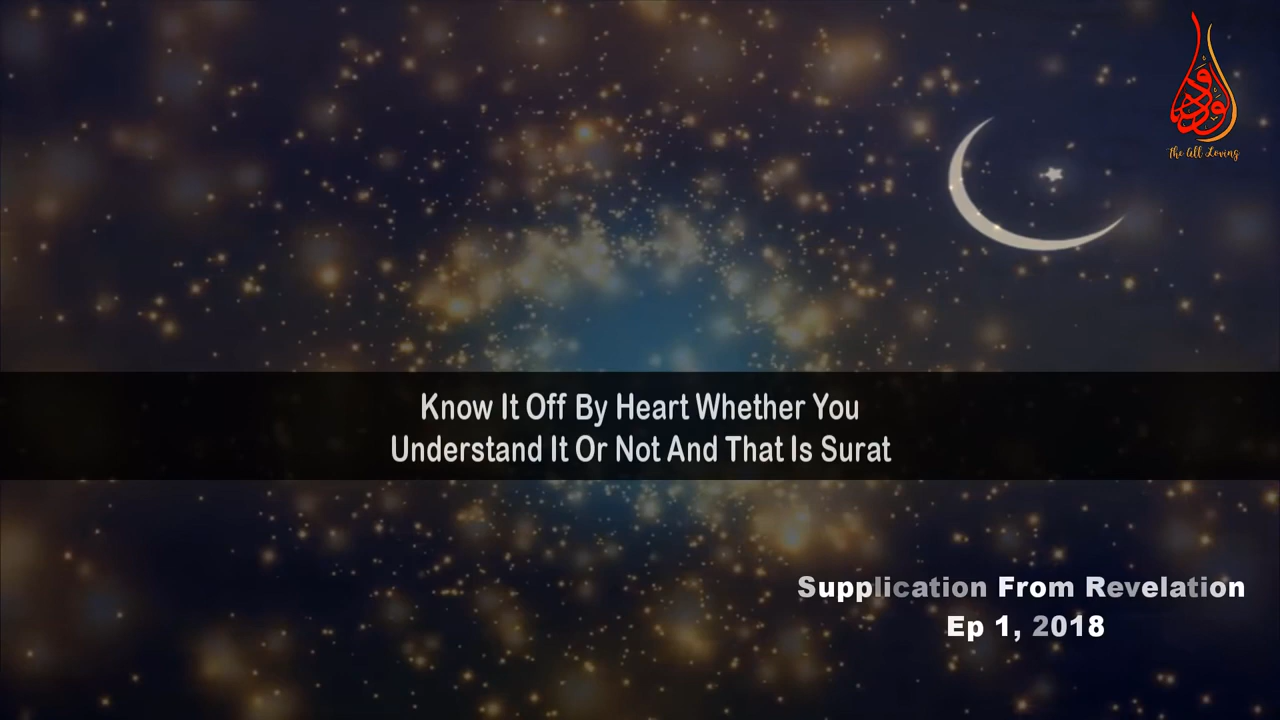 الودود
The All Loving
Know It Off By Heart Whether You
Understand It Or Not And That Is Surat
Supplication From Revelation
Ep 1, 2018